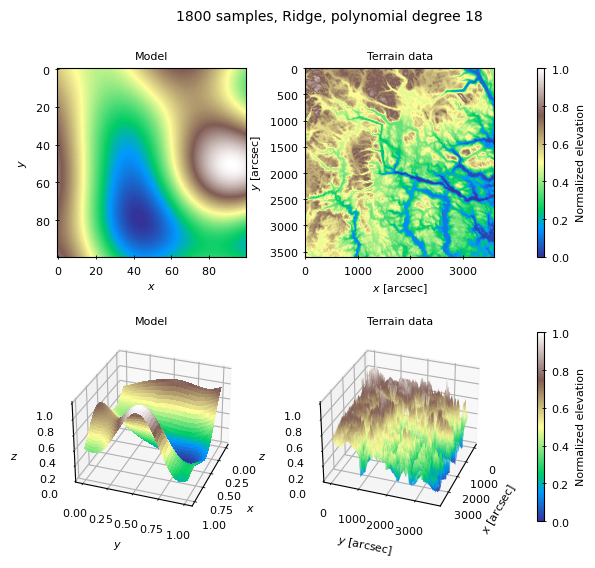 1800 samples, Ridge, polynomial degree 18
Model
0
20
40
60
80
y
0 20 40 60 80
x
Terrain data
0
500
1000
1500
2000
2500
3000
3500
y [arcsec]
0 1000 2000 3000
x [arcsec]
1.0
0.8
0.6
0.4
0.2
0.0
Normalized elevation
Model
1.0
0.8
0.6
0.4
0.2
0.0
z
0.00 0.25 0.50 0.75 1.00
y
0.00
0.25
0.50
0.75
1.00
x
Terrain data
1.0
0.8
0.6
0.4
0.2
0.0
z
0 1000 2000 3000
y [arcsec]
0
1000
2000
3000
x [arcsec]
1.0
0.8
0.6
0.4
0.2
0.0
Normalized elevation